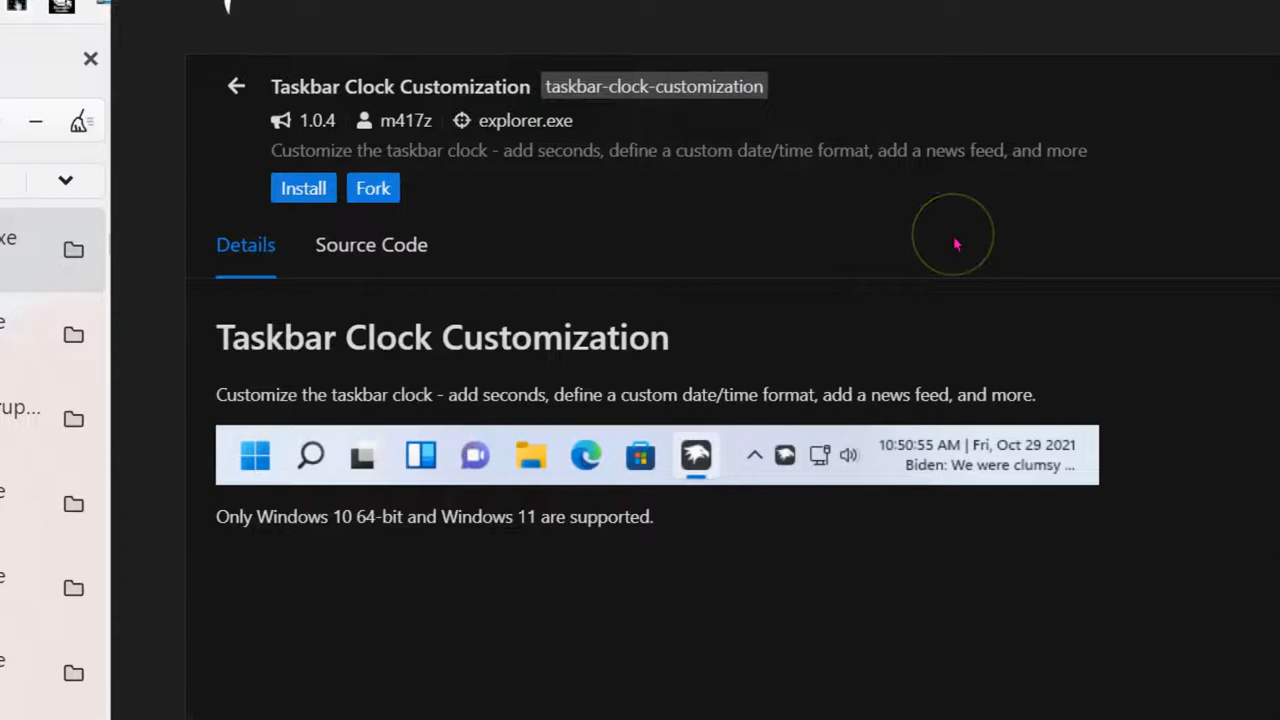 Taskbar Clock Customization taskbar-clock-customization
1.0.4 m417z explorer.exe
Customize the taskbar clock - add seconds, define a custom date/time format, add a news feed, and more
Install Fork
Details Source Code
Taskbar Clock Customization
Customize the taskbar clock - add seconds, define a custom date/time format, add a news feed, and more.
10:50:55 AM | Fri, Oct 29 2021
Biden: We were clumsy ...
Only Windows 10 64-bit and Windows 11 are supported.
xe
e
rup...
e
e
e